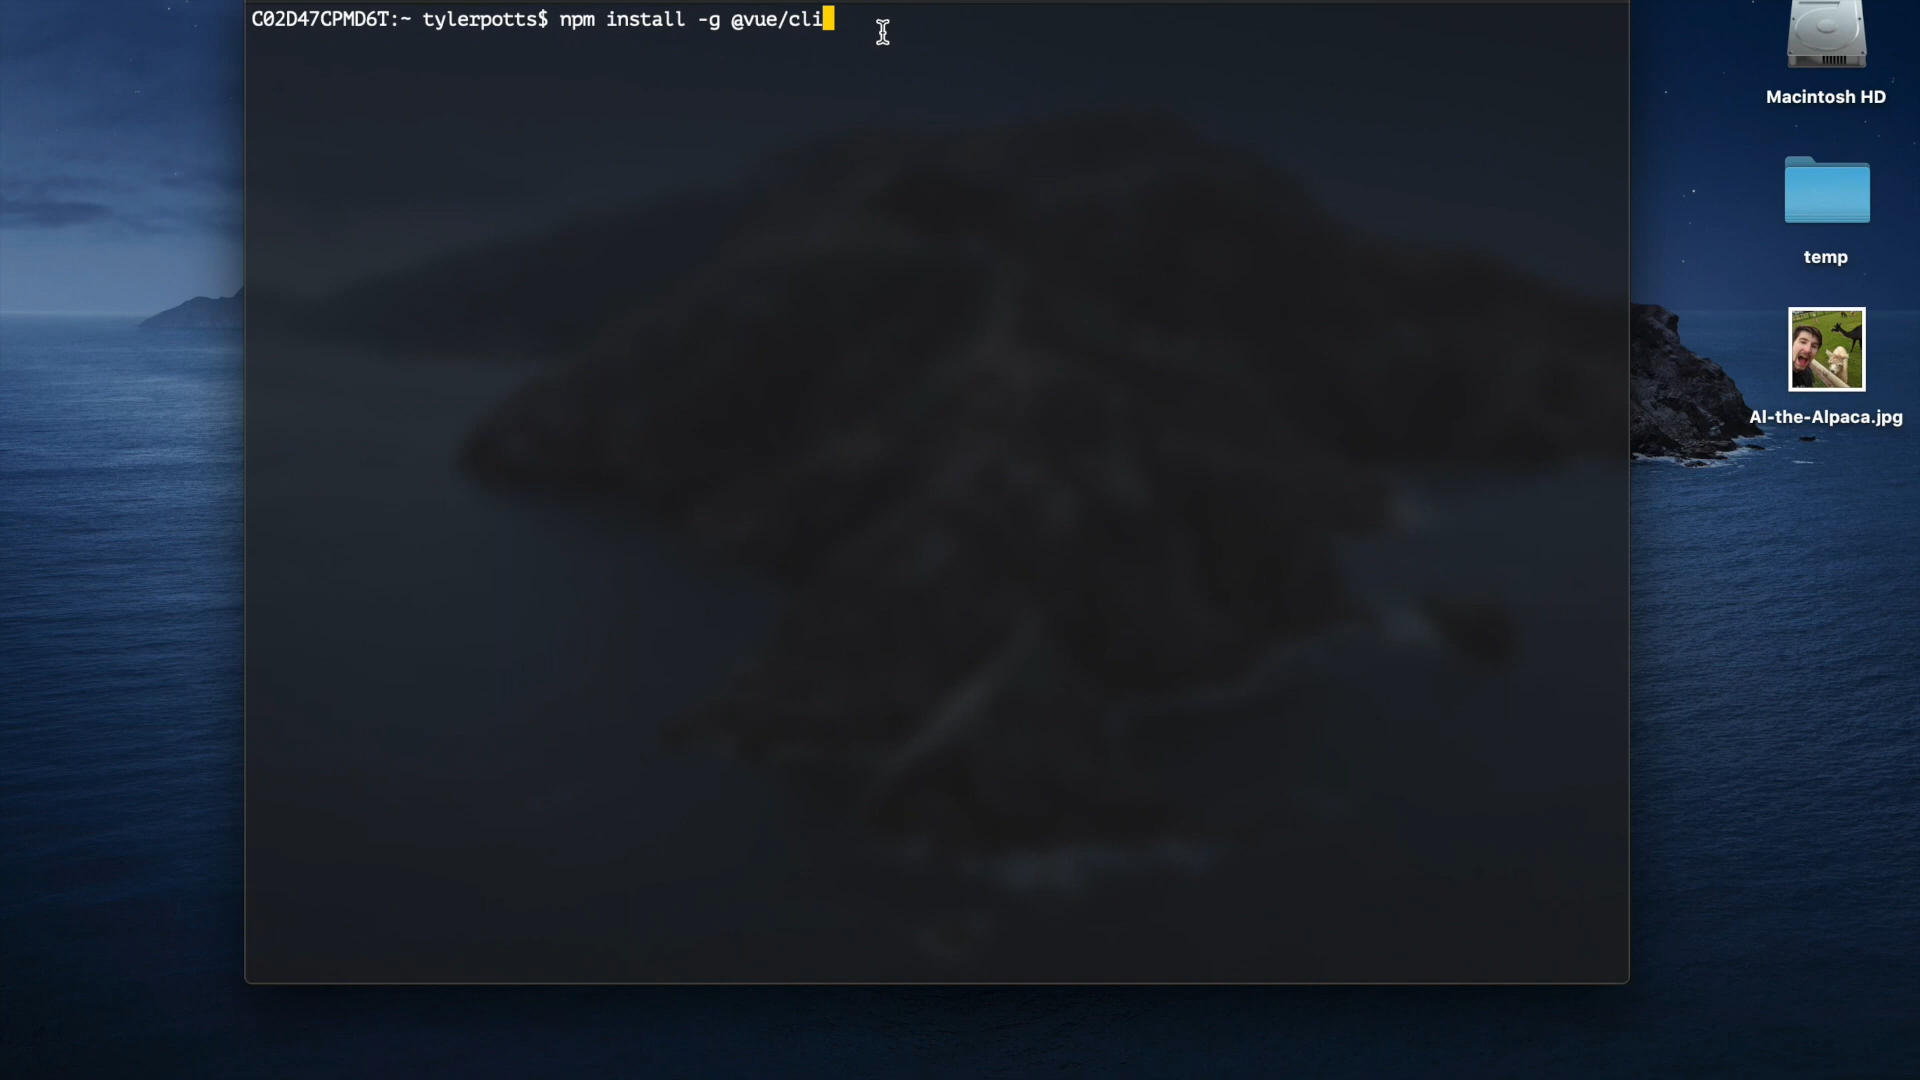 C02D47CPMD6T:~ tylerpotts$ npm install -g @vue/cli
Macintosh HD
temp
Al-the-Alpaca.jpg